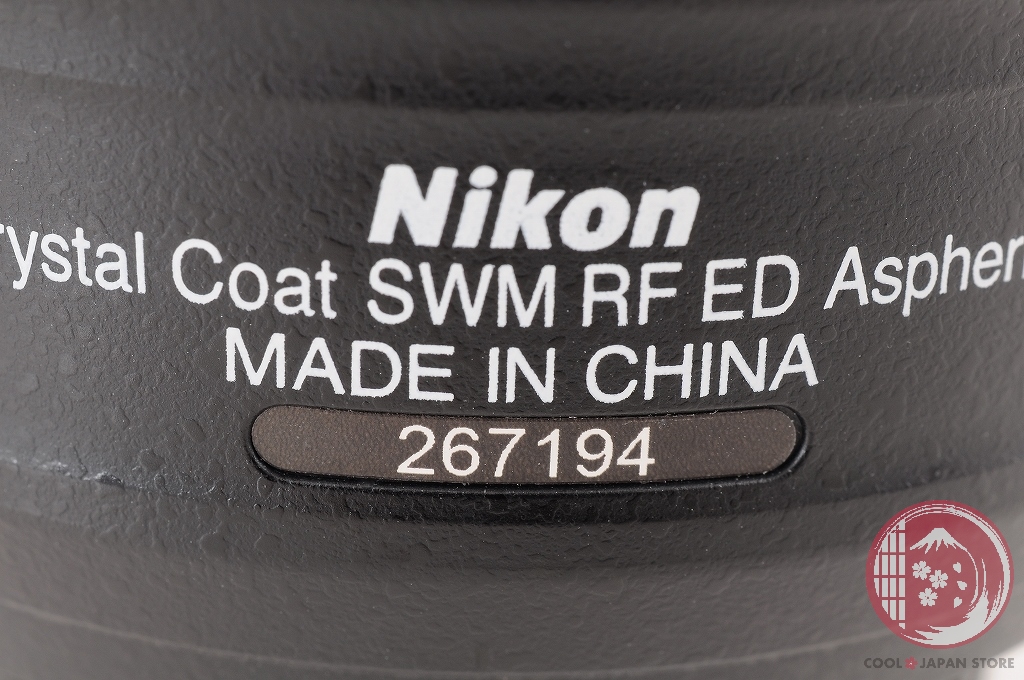 Nikon
rystal Coat SWM RF ED Aspher
MADE IN CHINA
267194
COOL JAPAN STORE